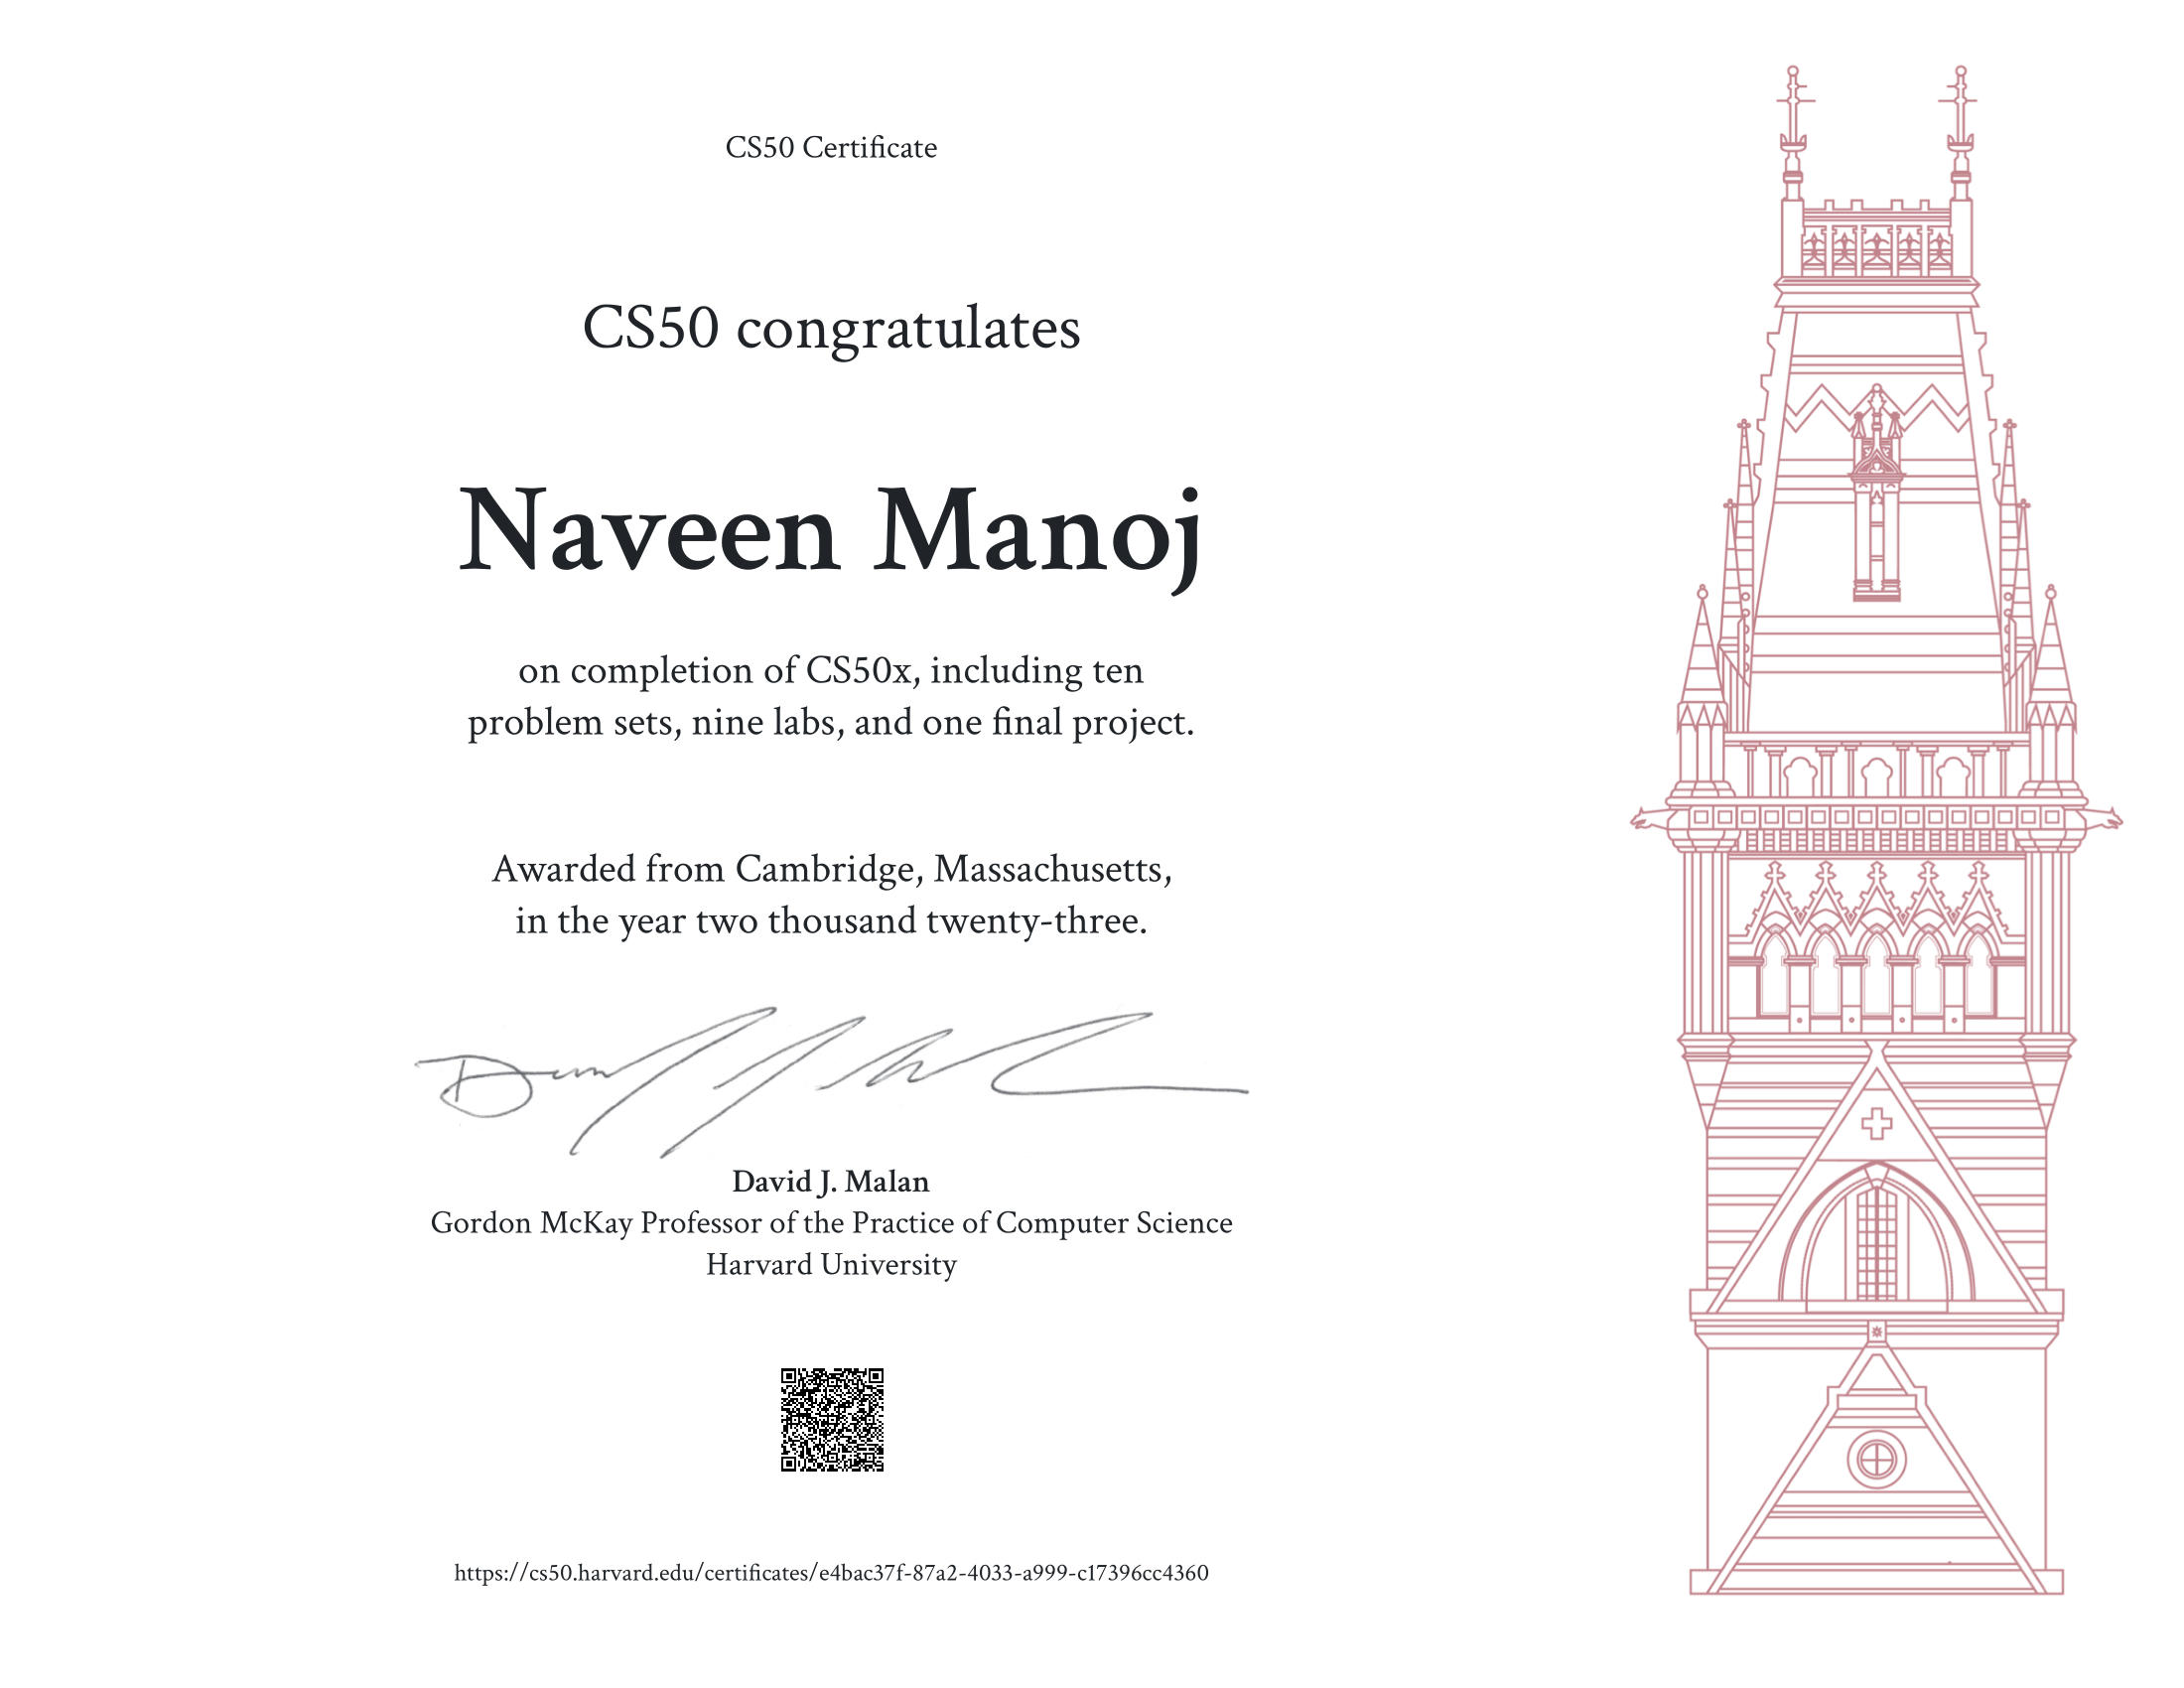 CS50 Certificate
CS50 congratulates
Naveen Manoj
on completion of CS50x, including ten
problem sets, nine labs, and one final project.
Awarded from Cambridge, Massachusetts,
in the year two thousand twenty-three.
David J. Malan
Gordon McKay Professor of the Practice of Computer Science
Harvard University
https://cs50.harvard.edu/certificates/e4bac37f-87a2-4033-a999-c17396cc4360